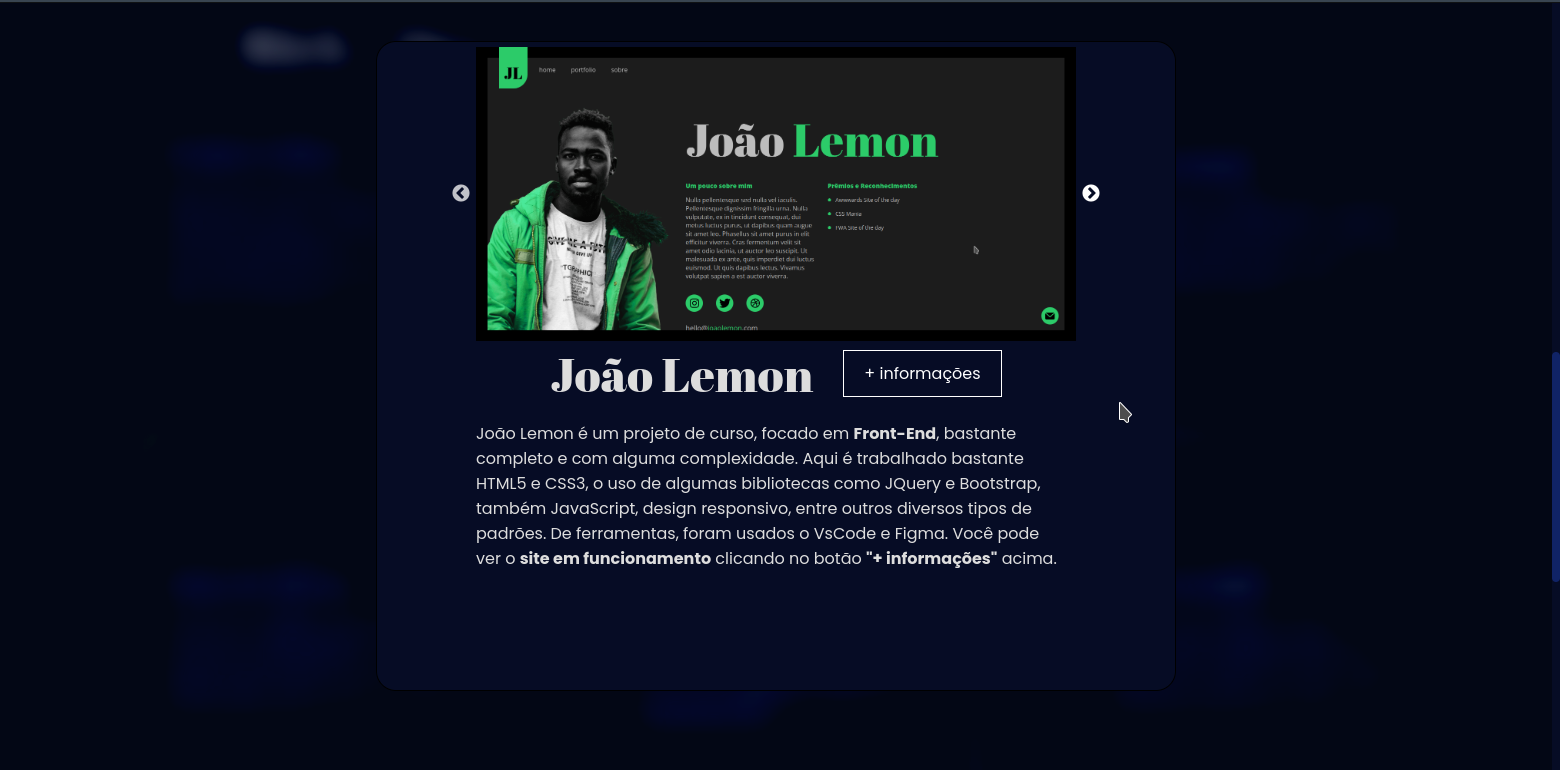 JL
home portfolio sobre
João Lemon
Um pouco sobre mim
Nulla pellentesque sed nulla vel iaculis.
Pellentesque dignissim fringilla urna. Nulla
vulputate, ex in tincidunt consequat, dui
motus luctus purus, ut dapibus quam augue
sit amet leo. Phasellus sit amet purus in elit
efficitur viverra. Cras fermentum velit sit
amet odio lacinia, ut auctor leo suscipit. Ut
malesuada ex ante, quis imperdiet dui luctus
euismod. Ut quis dapibus lectus. Vivamus
volutpat sapien a est auctor viverra.
Prêmios e Reconhecimentos
Awwwards Site of the day
CSS Mania
FWA Site of the day
hello@joaolemon.com
João Lemon
+ informações
João Lemon é um projeto de curso, focado em Front-End, bastante
completo e com alguma complexidade. Aqui é trabalhado bastante
HTML5 e CSS3, o uso de algumas bibliotecas como JQuery e Bootstrap,
também JavaScript, design responsivo, entre outros diversos tipos de
padrões. De ferramentas, foram usados o VsCode e Figma. Você pode
ver o site em funcionamento clicando no botão "+ informações" acima.